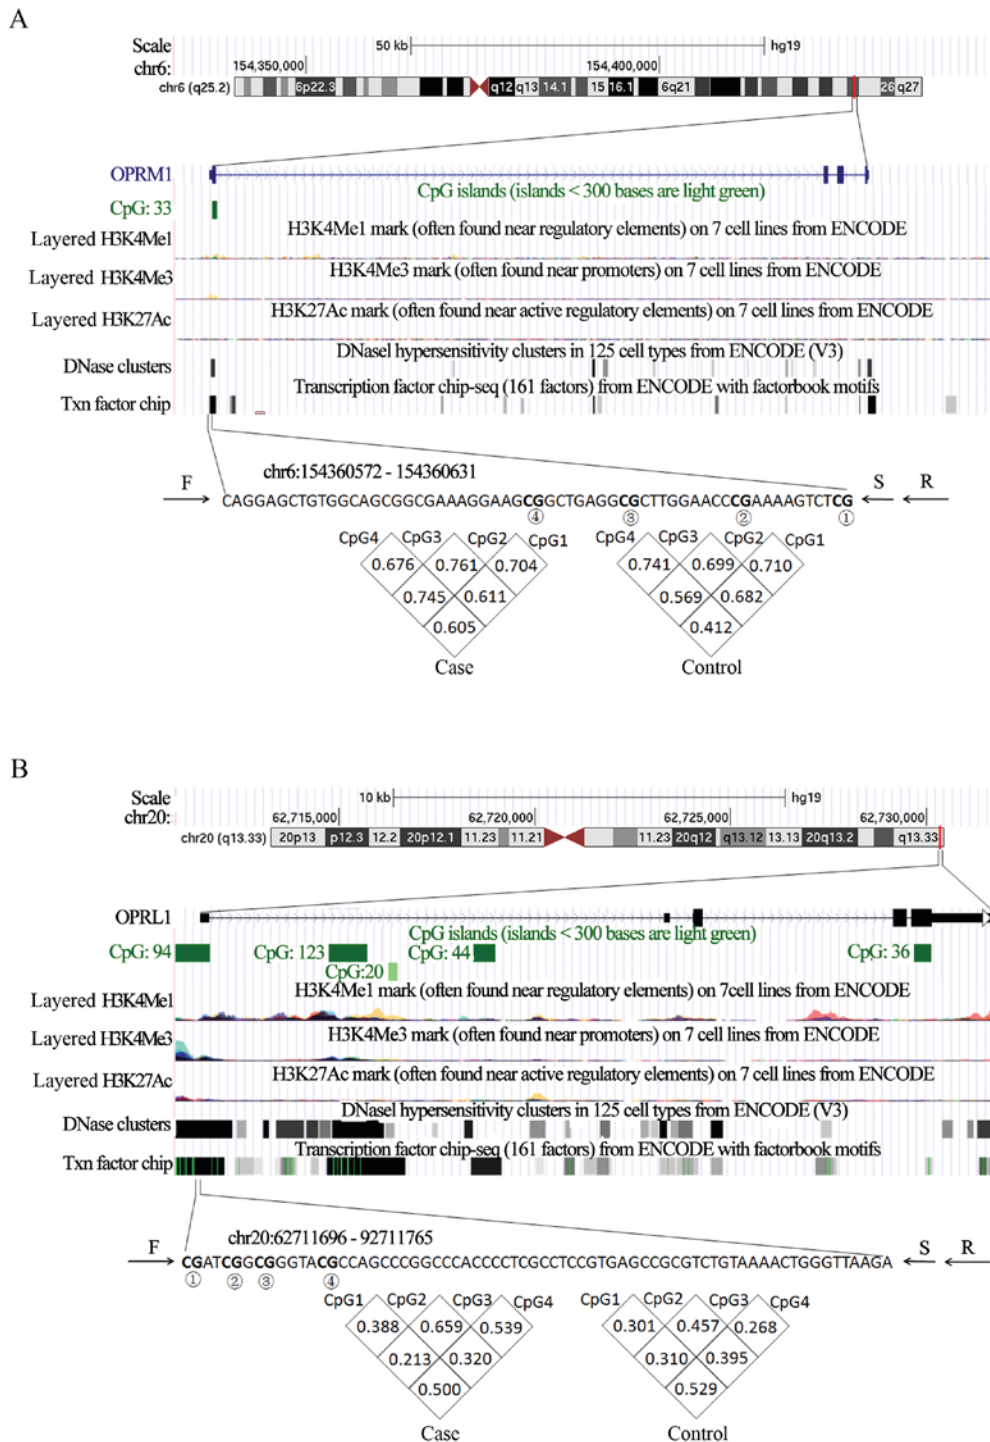 A
Scale
50 kb
hg19
chr6:
154,350,000
154,400,000
chr6 (q25.2)
6p22.3
q12
q13
14.1
15
16.1
6q21
26
q27
OPRM1
CpG islands (islands < 300 bases are light green)
CpG: 33
H3K4Me1 mark (often found near regulatory elements) on 7 cell lines from ENCODE
Layered H3K4Me1
H3K4Me3 mark (often found near promoters) on 7 cell lines from ENCODE
Layered H3K4Me3
H3K27Ac mark (often found near active regulatory elements) on 7 cell lines from ENCODE
Layered H3K27Ac
DNaseI hypersensitivity clusters in 125 cell types from ENCODE (V3)
DNase clusters
Transcription factor chip-seq (161 factors) from ENCODE with factorbook motifs
Txn factor chip
chr6:154360572 - 154360631
F
S
R
CAGGAGCTGTGGCAGCGGCGAAAGGAAGCGGCTGAGGCGCTTGGAACCCGAAAAGTCTCG
④ ③ ② ①
CpG4 CpG3 CpG2 CpG1
CpG4 CpG3 CpG2 CpG1
0.676 0.761 0.704
0.741 0.699 0.710
0.745 0.611
0.569 0.682
0.605
0.412
Case
Control
B
Scale
10 kb
hg19
chr20:
62,715,000
62,720,000
62,725,000
62,730,000
chr20 (q13.33)
20p13
p12.3
12.2
20p12.1
11.23
11.21
11.23
20q12
q13.12
13.13
20q13.2
q13.33
OPRL1
CpG islands (islands < 300 bases are light green)
CpG: 94
CpG: 123
CpG: 44
CpG: 36
CpG:20
H3K4Me1 mark (often found near regulatory elements) on 7cell lines from ENCODE
Layered H3K4Me1
H3K4Me3 mark (often found near promoters) on 7 cell lines from ENCODE
Layered H3K4Me3
H3K27Ac mark (often found near active regulatory elements) on 7 cell lines from ENCODE
Layered H3K27Ac
DNaseI hypersensitivity clusters in 125 cell types from ENCODE (V3)
DNase clusters
Transcription factor chip-seq (161 factors) from ENCODE with factorbook motifs
Txn factor chip
chr20:62711696 - 92711765
F
S
R
CGATCGGCGGGTACGCCAGCCCGGCCCACCCCTCGCCTCCGTGAGCCGCGTCTGTAAAACTGGGTTAAGA
① ② ③ ④
CpG1 CpG2 CpG3 CpG4
CpG1 CpG2 CpG3 CpG4
0.388 0.659 0.539
0.301 0.457 0.268
0.213 0.320
0.310 0.395
0.500
0.529
Case
Control